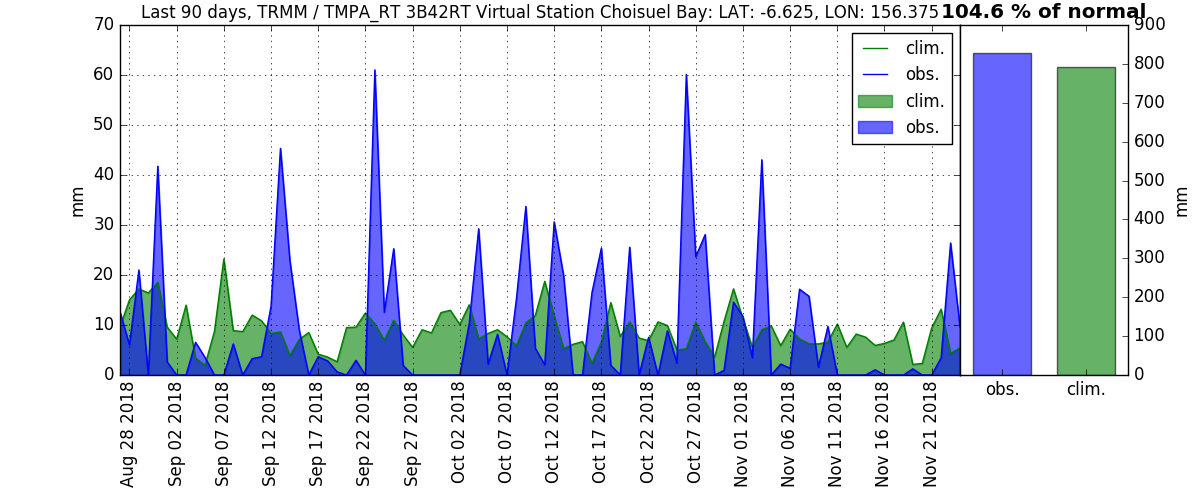 Last 90 days, TRMM / TMPA_RT 3B42RT Virtual Station Choisuel Bay: LAT: -6.625, LON: 156.375
104.6 % of normal
70
60
50
40
30
20
10
0
mm
clim.
obs.
clim.
obs.
900
800
700
600
500
400
300
200
100
0
mm
obs.
clim.
Aug 28 2018
Sep 02 2018
Sep 07 2018
Sep 12 2018
Sep 17 2018
Sep 22 2018
Sep 27 2018
Oct 02 2018
Oct 07 2018
Oct 12 2018
Oct 17 2018
Oct 22 2018
Oct 27 2018
Nov 01 2018
Nov 06 2018
Nov 11 2018
Nov 16 2018
Nov 21 2018